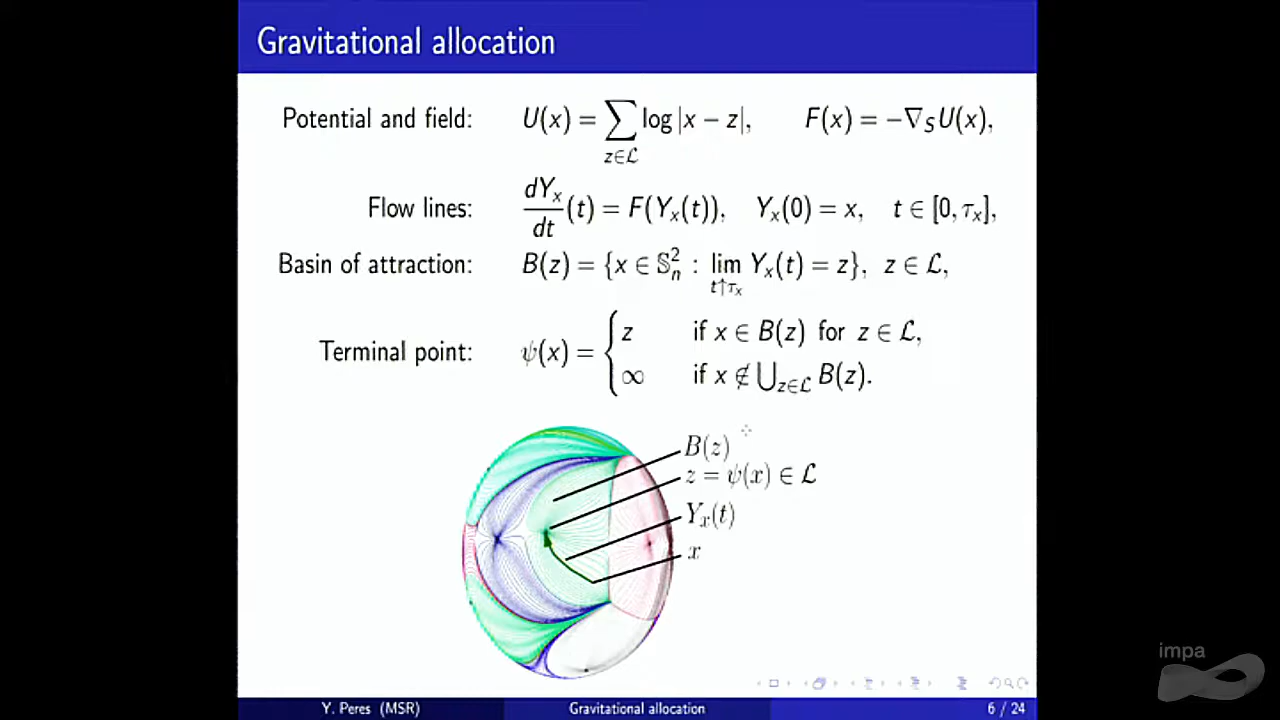 Gravitational allocation
Potential and field: U(x) = ∑_{z∈ℒ} log|x − z|, F(x) = −∇_S U(x),
Flow lines: dY_x/dt (t) = F(Y_x(t)), Y_x(0) = x, t ∈ [0, τ_x],
Basin of attraction: B(z) = {x ∈ 𝕊²_n : lim_{t↑τ_x} Y_x(t) = z}, z ∈ ℒ,
Terminal point: ψ(x) = { z if x ∈ B(z) for z ∈ ℒ,
∞ if x ∉ ⋃_{z∈ℒ} B(z).
B(z)
z = ψ(x) ∈ ℒ
Y_x(t)
x
impa
Y. Peres (MSR) Gravitational allocation 6 / 24